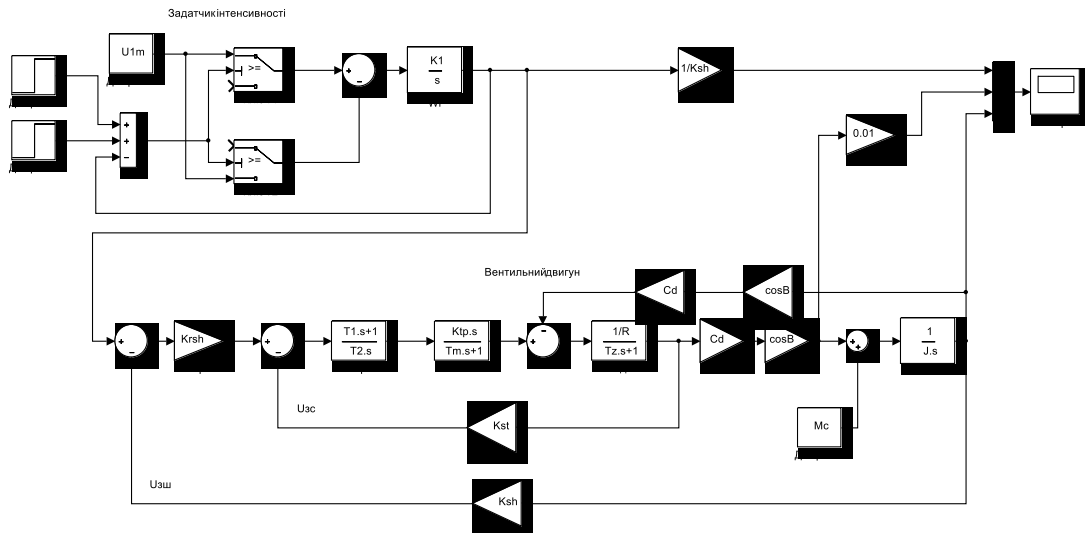 Задатчикінтенсивності
U1m
>=
K1
s
1/Ksh
+
-
+
+
-
0.01
>=
Вентильнийдвигун
Cd
cosB
+
-
Krsh
+
-
T1.s+1
T2.s
Ktp.s
Tm.s+1
-
+
1/R
Tz.s+1
Cd
cosB
+
+
1
J.s
Uзс
Kst
Mc
Uзш
Ksh